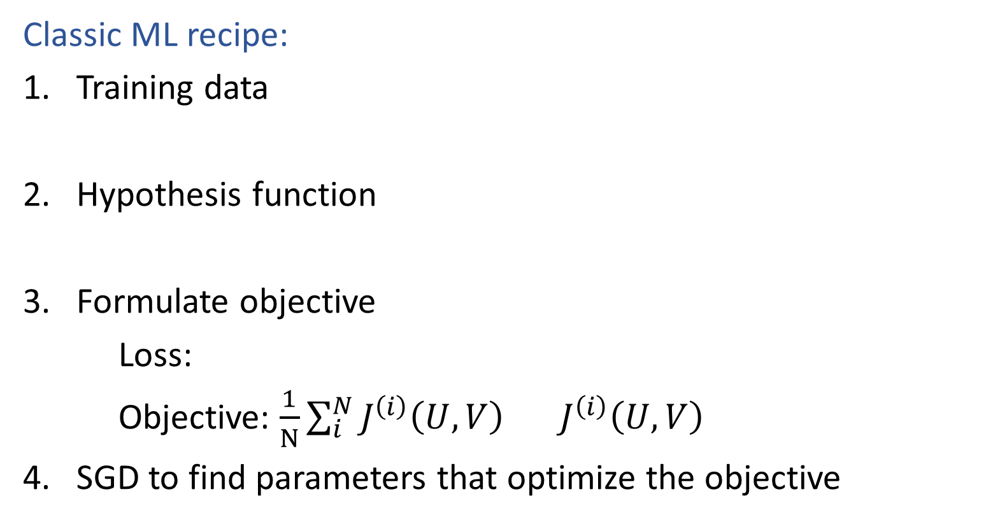 Classic ML recipe:
1. Training data
2. Hypothesis function
3. Formulate objective
Loss:
Objective: $\frac{1}{\mathrm{N}}\sum_{i}^{N} J^{(i)}(U,V)$   $J^{(i)}(U,V)$
4. SGD to find parameters that optimize the objective